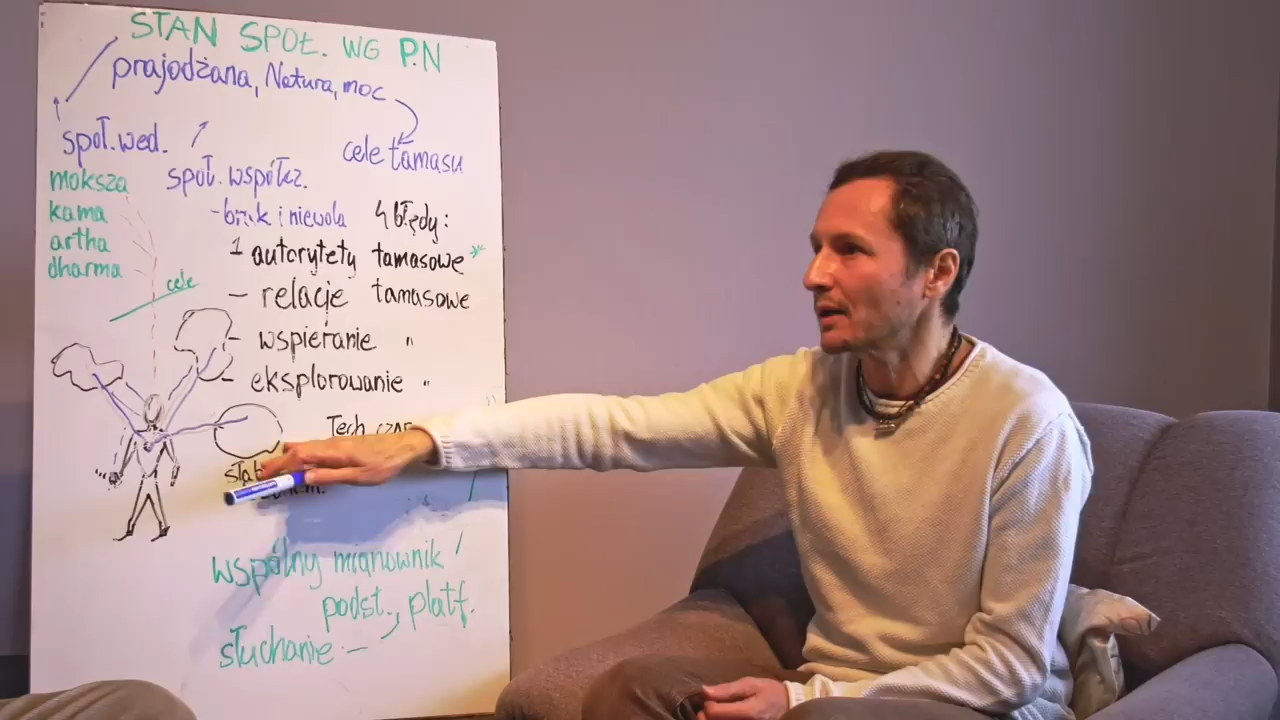 STAN SPOŁ. WG P.N
prajodżana, Natura, moc
społ. wed.
cele tamasu
moksza
kama
artha
dharma
społ. współcz.
- brak i niewola
4 błędy:
1 autorytety tamasowe
- relacje tamasowe
- wspieranie "
- eksplorowanie "
cele
Tech
wspólny mianownik /
podst., platf.
słuchanie -